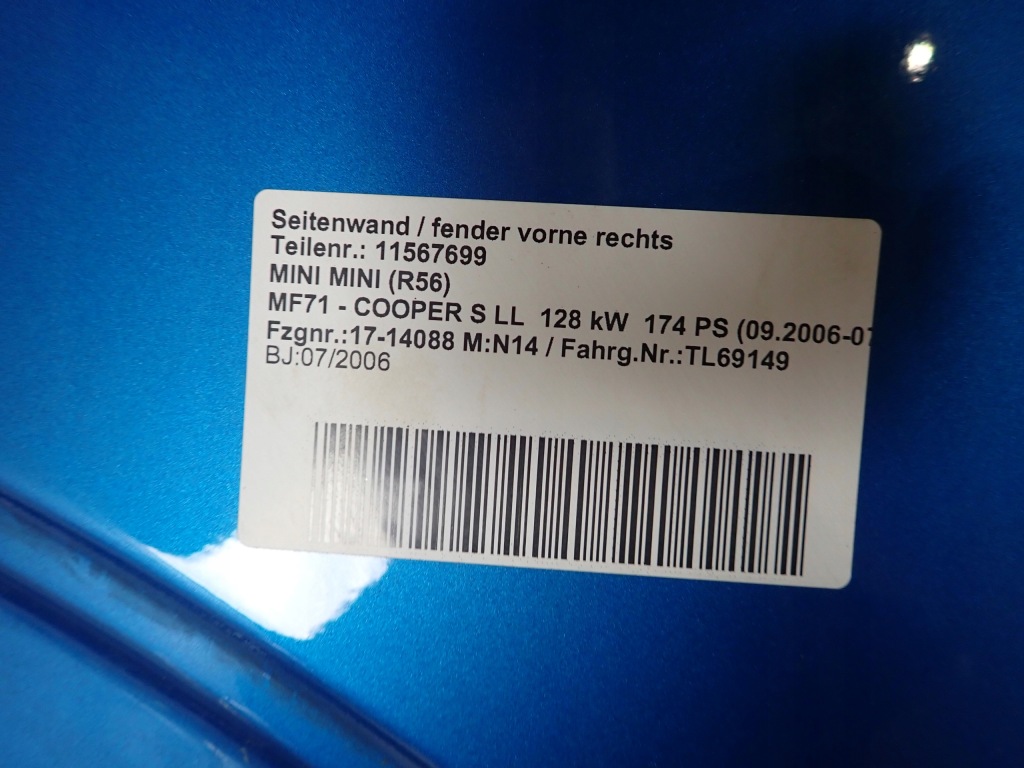 Seitenwand / fender vorne rechts
Teilenr.: 11567699
MINI MINI (R56)
MF71 - COOPER S LL  128 kW  174 PS (09.2006-07
Fzgnr.:17-14088 M:N14 / Fahrg.Nr.:TL69149
BJ:07/2006